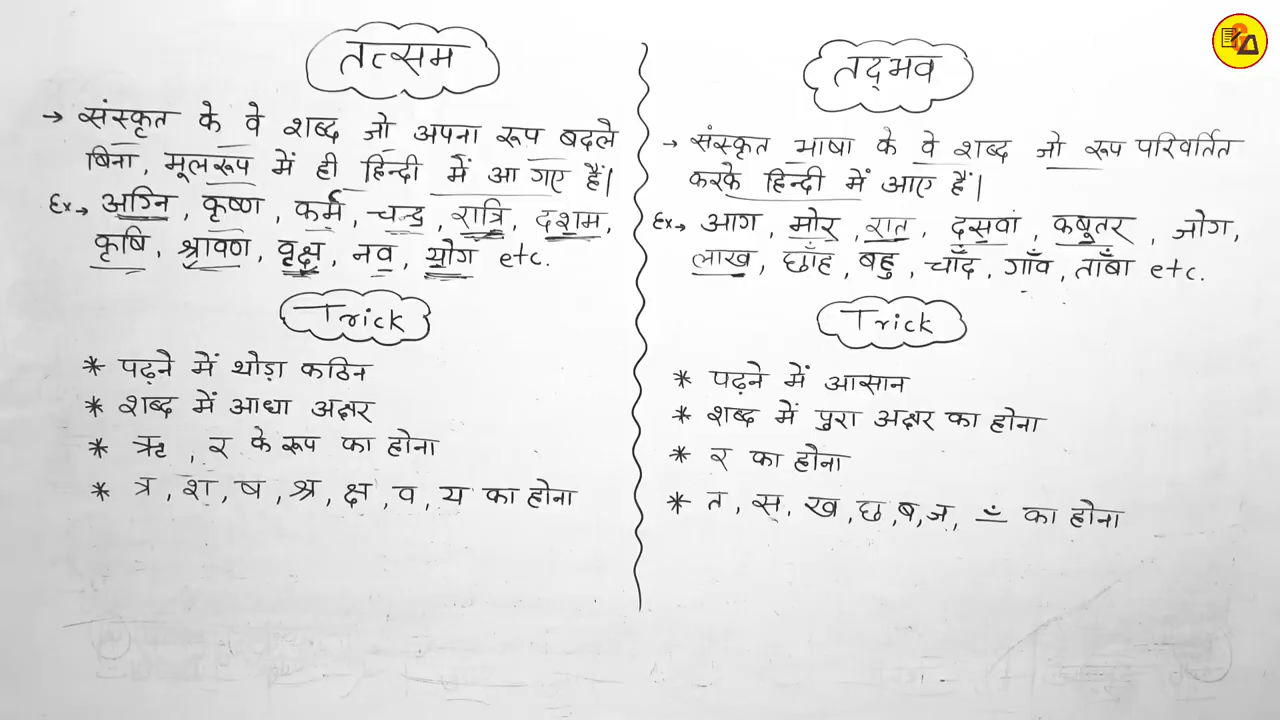 तत्सम
→ संस्कृत के वे शब्द जो अपना रूप बदले
बिना, मूलरूप में ही हिन्दी में आ गए हैं।
Ex→ अग्नि, कृष्ण, कर्म, चन्द्र, रात्रि, दशम,
कृषि, श्रावण, वृक्ष, नव, योग etc.
Trick
* पढ़ने में थोड़ा कठिन
* शब्द में आधा अक्षर
* ऋ, र के रूप का होना
* त्र, श, ष, श्र, क्ष, व, य का होना
तद्भव
→ संस्कृत भाषा के वे शब्द जो रूप परिवर्तित
करके हिन्दी में आए हैं।
Ex→ आग, मोर, रात, दसवां, कबुतर, जोग,
लाख, छाँह, बहु, चाँद, गाँव, ताँबा etc.
Trick
* पढ़ने में आसान
* शब्द में पुरा अक्षर का होना
* र का होना
* त, स, ख, छ, ब, ज, ँ का होना